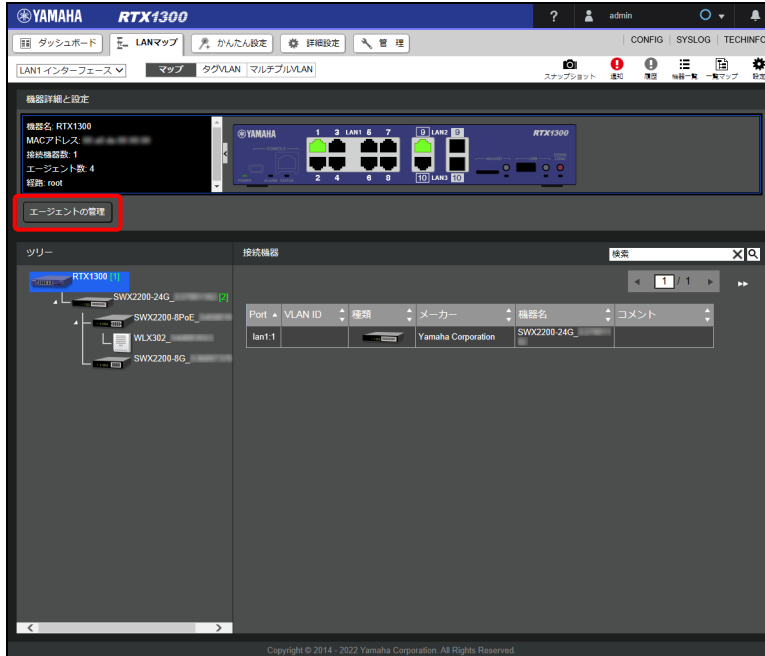 YAMAHA RTX1300 ? admin
ダッシュボード LANマップ かんたん設定 詳細設定 管 理 CONFIG SYSLOG TECHINFO
LAN1 インターフェース マップ タグVLAN マルチプルVLAN スナップショット 通知 履歴 機器一覧 一覧マップ 設定
機器詳細と設定
機器名: RTX1300
MACアドレス:
接続機器数: 1
エージェント数: 4
経路: root
YAMAHA 1 3 LAN1 5 7 9 LAN2 9 RTX1300
CONSOLE
2 4 6 8 10 LAN3 10
POWER ALARM STATUS
エージェントの管理
ツリー
RTX1300 [1]
SWX2200-24G_ [2]
SWX2200-8PoE_
WLX302_
SWX2200-8G_
接続機器 検索
1 / 1
Port VLAN ID 種類 メーカー 機器名 コメント
lan1:1 Yamaha Corporation SWX2200-24G_
Copyright © 2014 - 2022 Yamaha Corporation. All Rights Reserved.